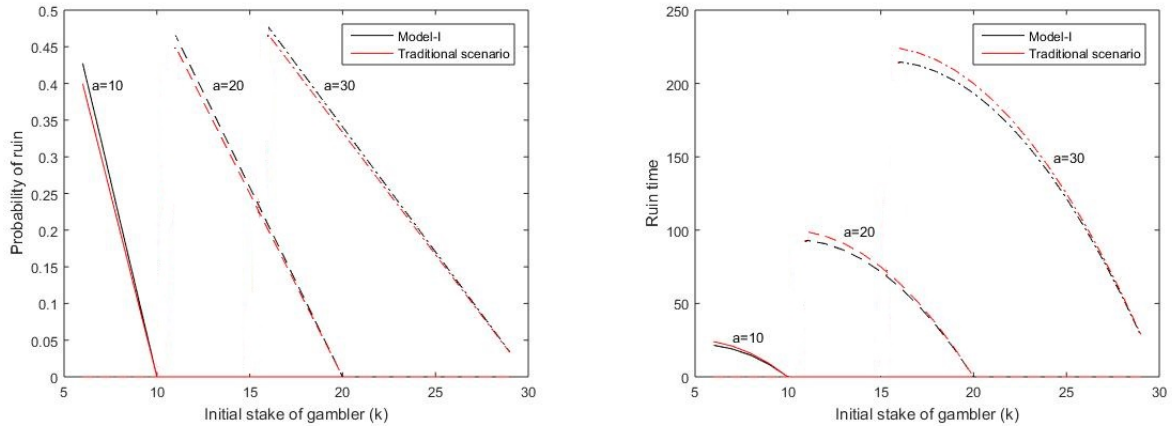 0.5
0.45
0.4
0.35
0.3
0.25
0.2
0.15
0.1
0.05
0
Probability of ruin
5
10
15
20
25
30
Initial stake of gambler (k)
Model-I
Traditional scenario
a=10
a=20
a=30
250
200
150
100
50
0
Ruin time
5
10
15
20
25
30
Initial stake of gambler (k)
Model-I
Traditional scenario
a=10
a=20
a=30